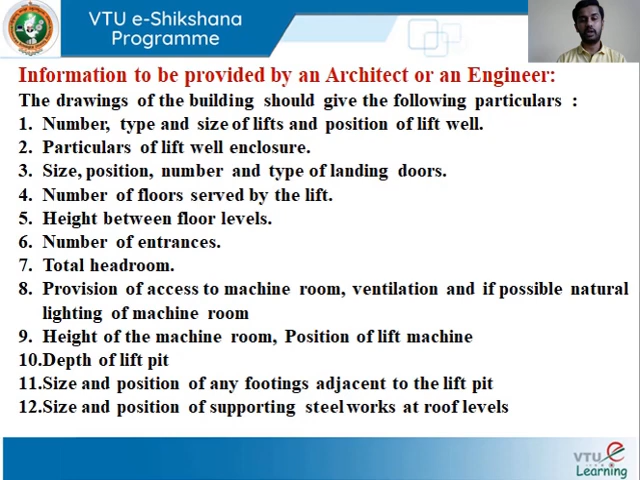 VTU e-Shikshana
Programme
Information to be provided by an Architect or an Engineer:
The drawings of the building should give the following particulars :
1. Number, type and size of lifts and position of lift well.
2. Particulars of lift well enclosure.
3. Size, position, number and type of landing doors.
4. Number of floors served by the lift.
5. Height between floor levels.
6. Number of entrances.
7. Total headroom.
8. Provision of access to machine room, ventilation and if possible natural
lighting of machine room
9. Height of the machine room, Position of lift machine
10.Depth of lift pit
11.Size and position of any footings adjacent to the lift pit
12.Size and position of supporting steel works at roof levels
VTU e
Learning